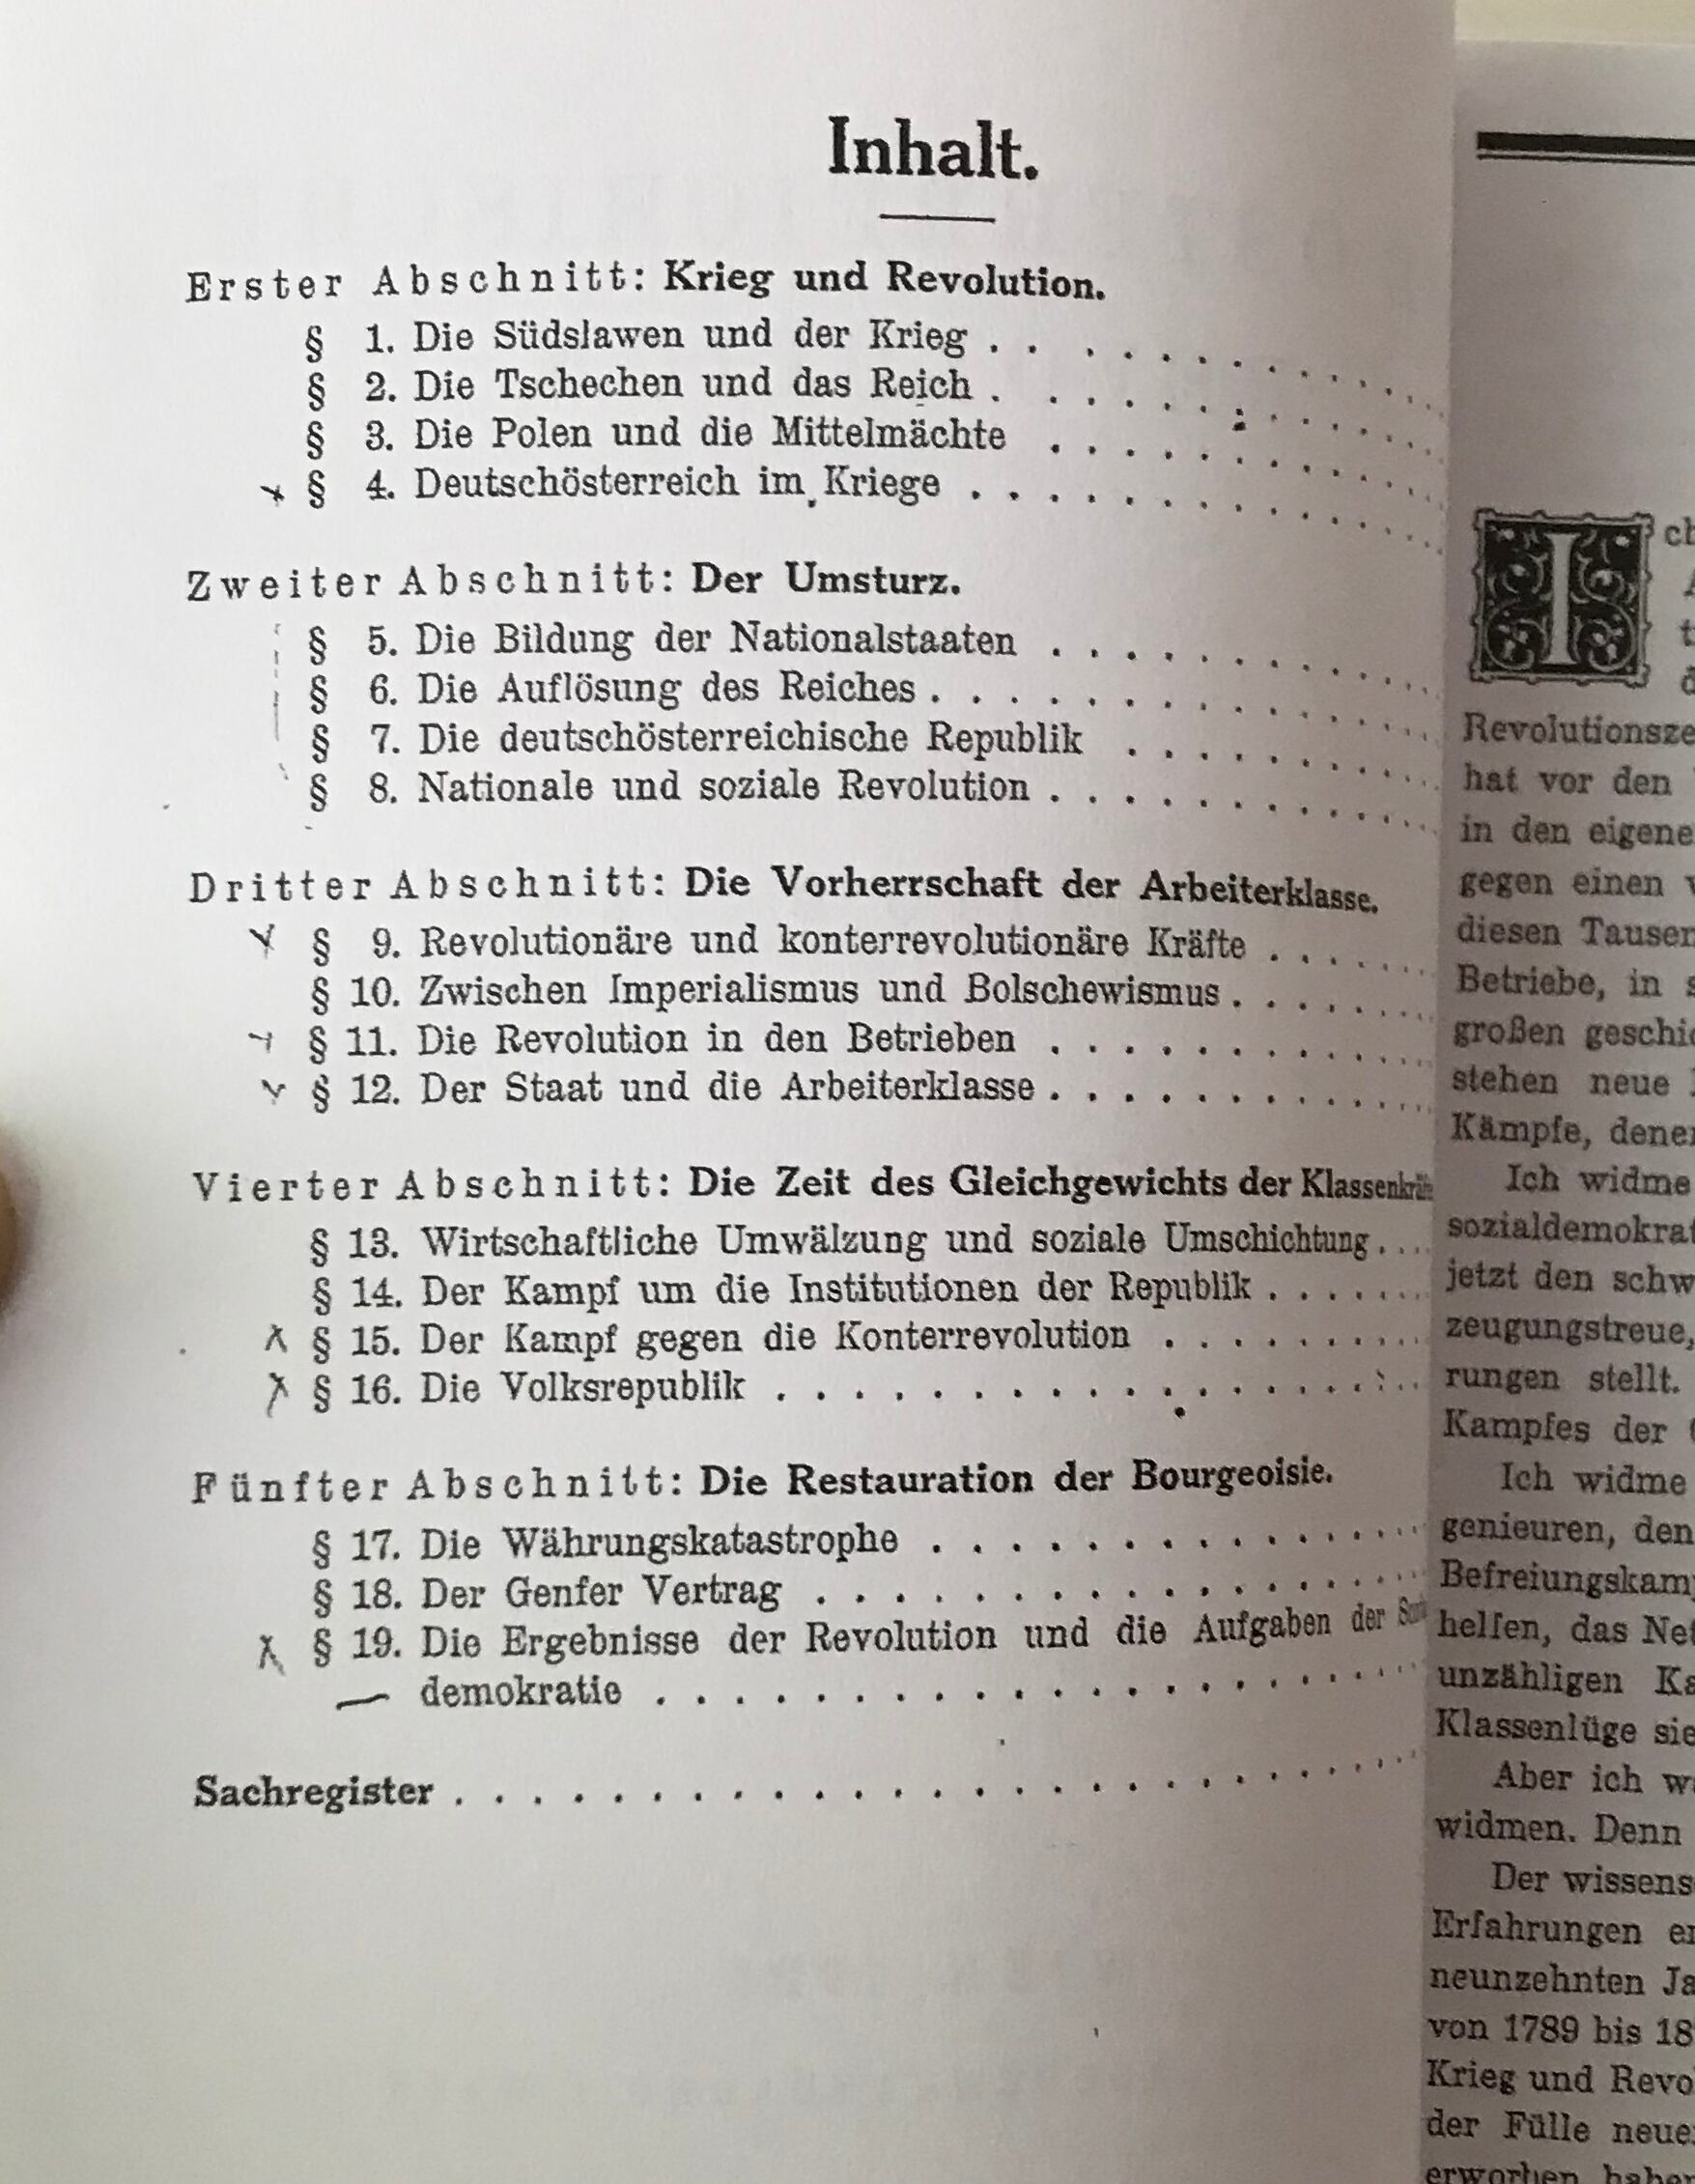 Inhalt.
Erster Abschnitt: Krieg und Revolution.
§ 1. Die Südslawen und der Krieg . . . . . . . . . . . .
§ 2. Die Tschechen und das Reich . . . . . . . . . . . .
§ 3. Die Polen und die Mittelmächte . . . . . . . . . . .
§ 4. Deutschösterreich im Kriege . . . . . . . . . . . . .
Zweiter Abschnitt: Der Umsturz.
§ 5. Die Bildung der Nationalstaaten . . . . . . . . . . .
§ 6. Die Auflösung des Reiches . . . . . . . . . . . . . .
§ 7. Die deutschösterreichische Republik . . . . . . . . .
§ 8. Nationale und soziale Revolution . . . . . . . . . . .
Dritter Abschnitt: Die Vorherrschaft der Arbeiterklasse.
§ 9. Revolutionäre und konterrevolutionäre Kräfte . . . . . .
§ 10. Zwischen Imperialismus und Bolschewismus . . . . . . .
§ 11. Die Revolution in den Betrieben . . . . . . . . . . .
§ 12. Der Staat und die Arbeiterklasse . . . . . . . . . . .
Vierter Abschnitt: Die Zeit des Gleichgewichts der
§ 13. Wirtschaftliche Umwälzung und soziale Umschichtung . . . .
§ 14. Der Kampf um die Institutionen der Republik . . . . . .
§ 15. Der Kampf gegen die Konterrevolution . . . . . . . .
§ 16. Die Volksrepublik . . . . . . . . . . . . . . . . .
Fünfter Abschnitt: Die Restauration der Bourgeoisie.
§ 17. Die Währungskatastrophe . . . . . . . . . . . . .
§ 18. Der Genfer Vertrag . . . . . . . . . . . . . . . .
§ 19. Die Ergebnisse der Revolution und die Aufgaben der
demokratie . . . . . . . . . . . . . . . . . . . .
Sachregister . . . . . . . . . . . . . . . . . . . . . . .
I
Revolutionsze
hat vor den
in den eigene
gegen einen
diesen Tausen
Betriebe, in
großen geschi
stehen neue
Kämpfe, dene
Ich widme
sozialdemokrat
jetzt den schw
zeugungstreue,
rungen stellt.
Kampfes der
Ich widme
genieuren, den
Befreiungskam
helfen, das Net
unzähligen Ka
Klassenlüge sie
Aber ich
widmen. Denn
Der wissens
Erfahrungen
neunzehnten Ja
von 1789 bis 18
Krieg und Revo
der Fülle neue
erworben habe